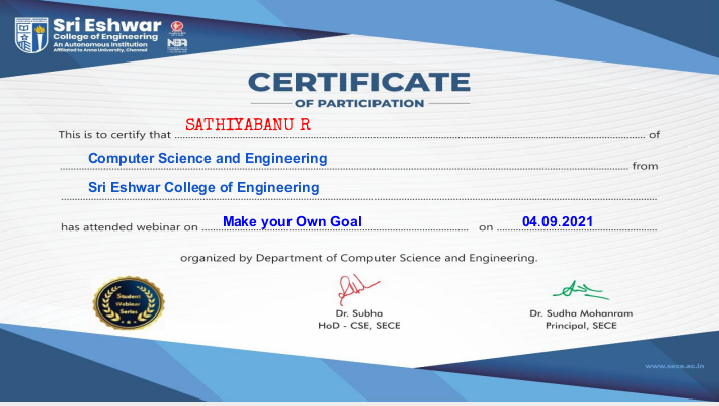 Sri Eshwar
College of Engineering
An Autonomous Institution
Affiliated to Anna University, Chennai
NBA
CERTIFICATE
OF PARTICIPATION
This is to certify that SATHIYABANU R of
Computer Science and Engineering from
Sri Eshwar College of Engineering
has attended webinar on Make your Own Goal on 04.09.2021
organized by Department of Computer Science and Engineering.
Student
Webinar
Series
Dr. Subha
HoD - CSE, SECE
Dr. Sudha Mohanram
Principal, SECE
www.sece.ac.in